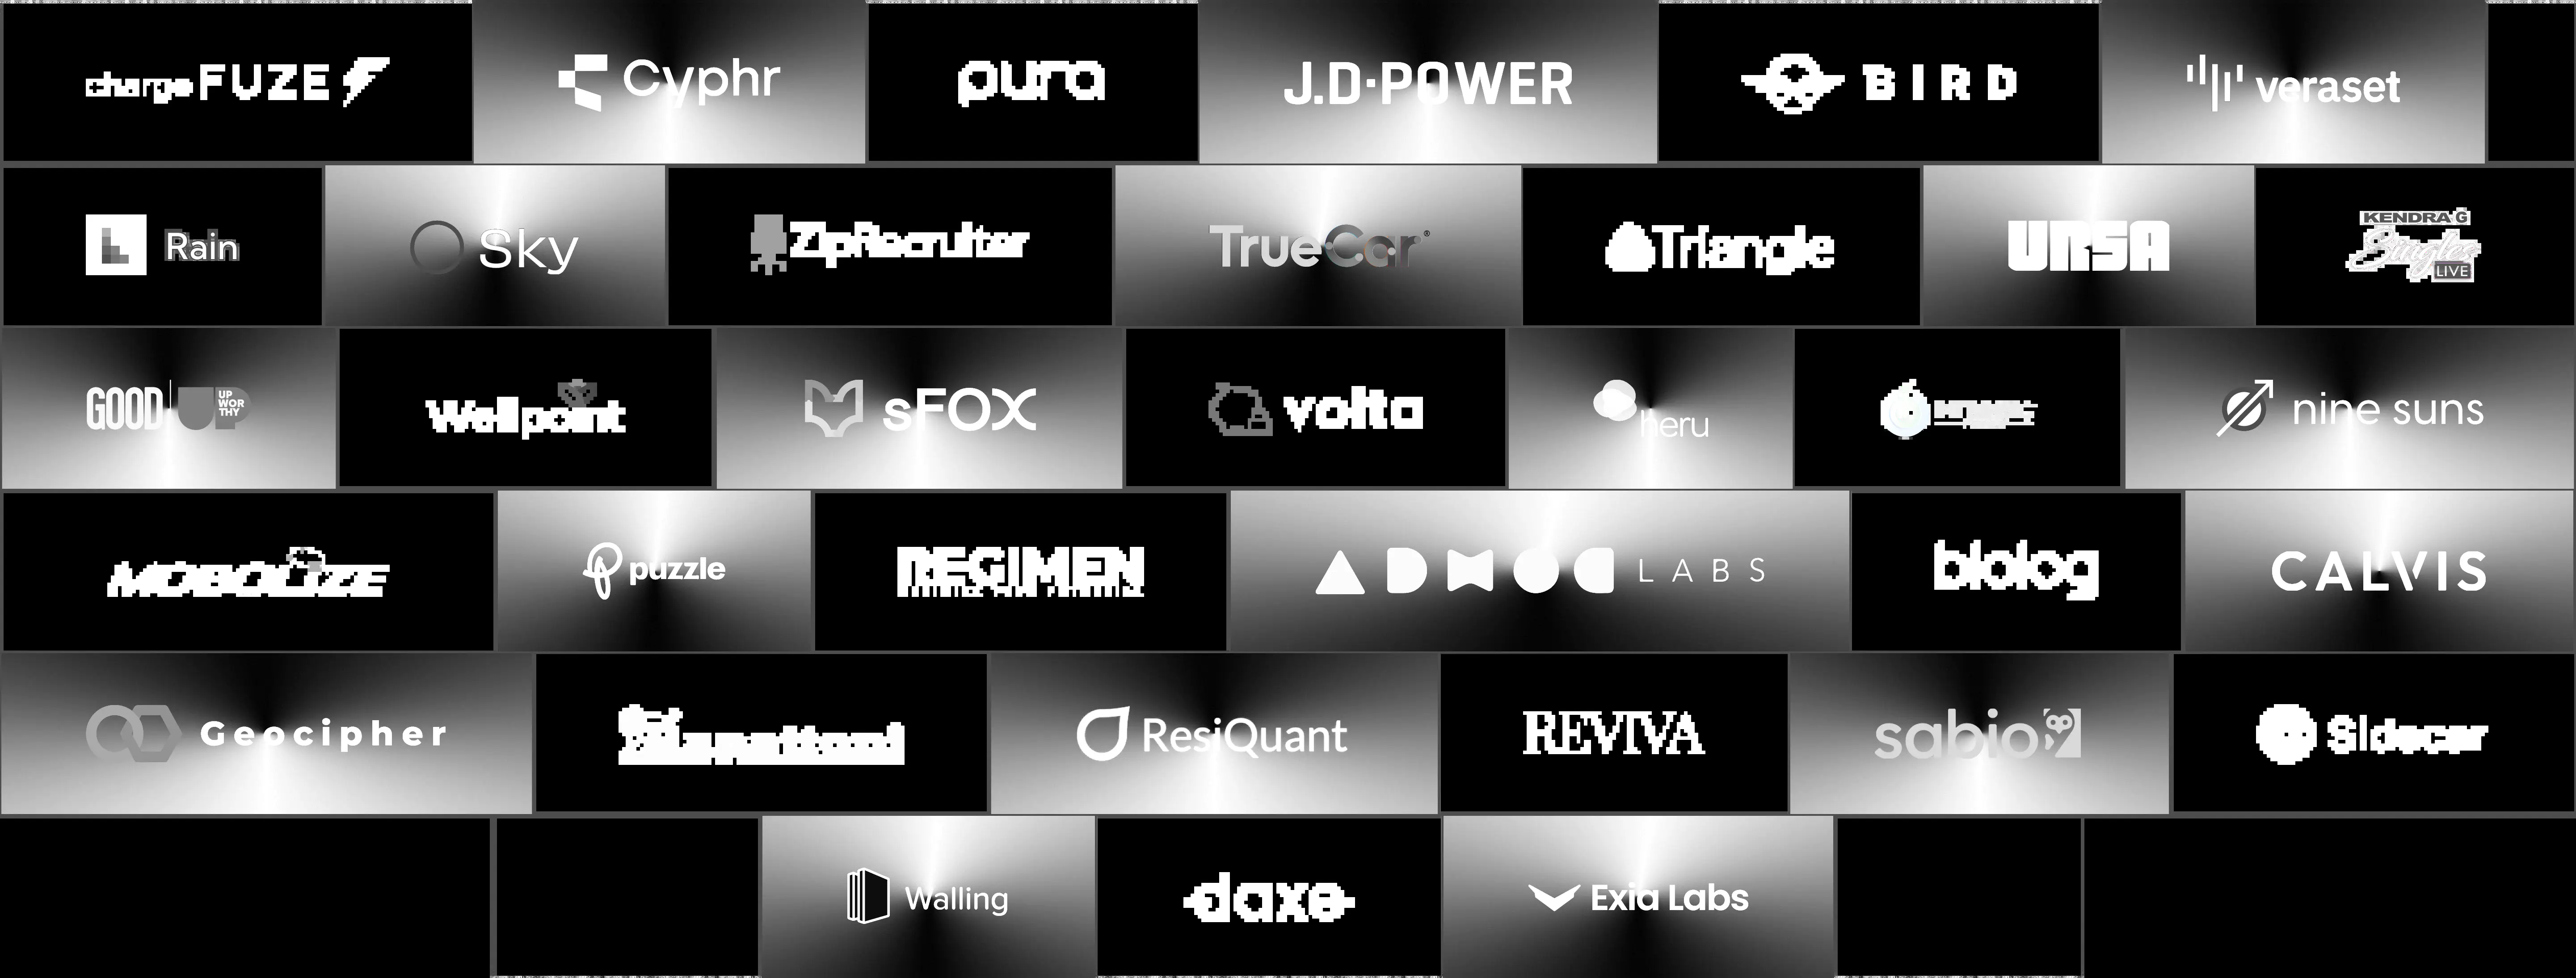 chargeFUZE
Cyphr
pura
J.D. POWER
BIRD
veraset
Rain
Sky
ZipRecruiter
TrueCar®
Triangle
URSA
KENDRA G
Singles
LIVE
GOOD
UP
UP
WOR
THY
Wellpoint
sFOX
volta
heru
nine suns
MOBOLIZE
puzzle
REGIMEN
LABS
biolog
CALVIS
Geocipher
ResiQuant
REVIVA
sabio
Sidecar
Walling
daxe
Exia Labs